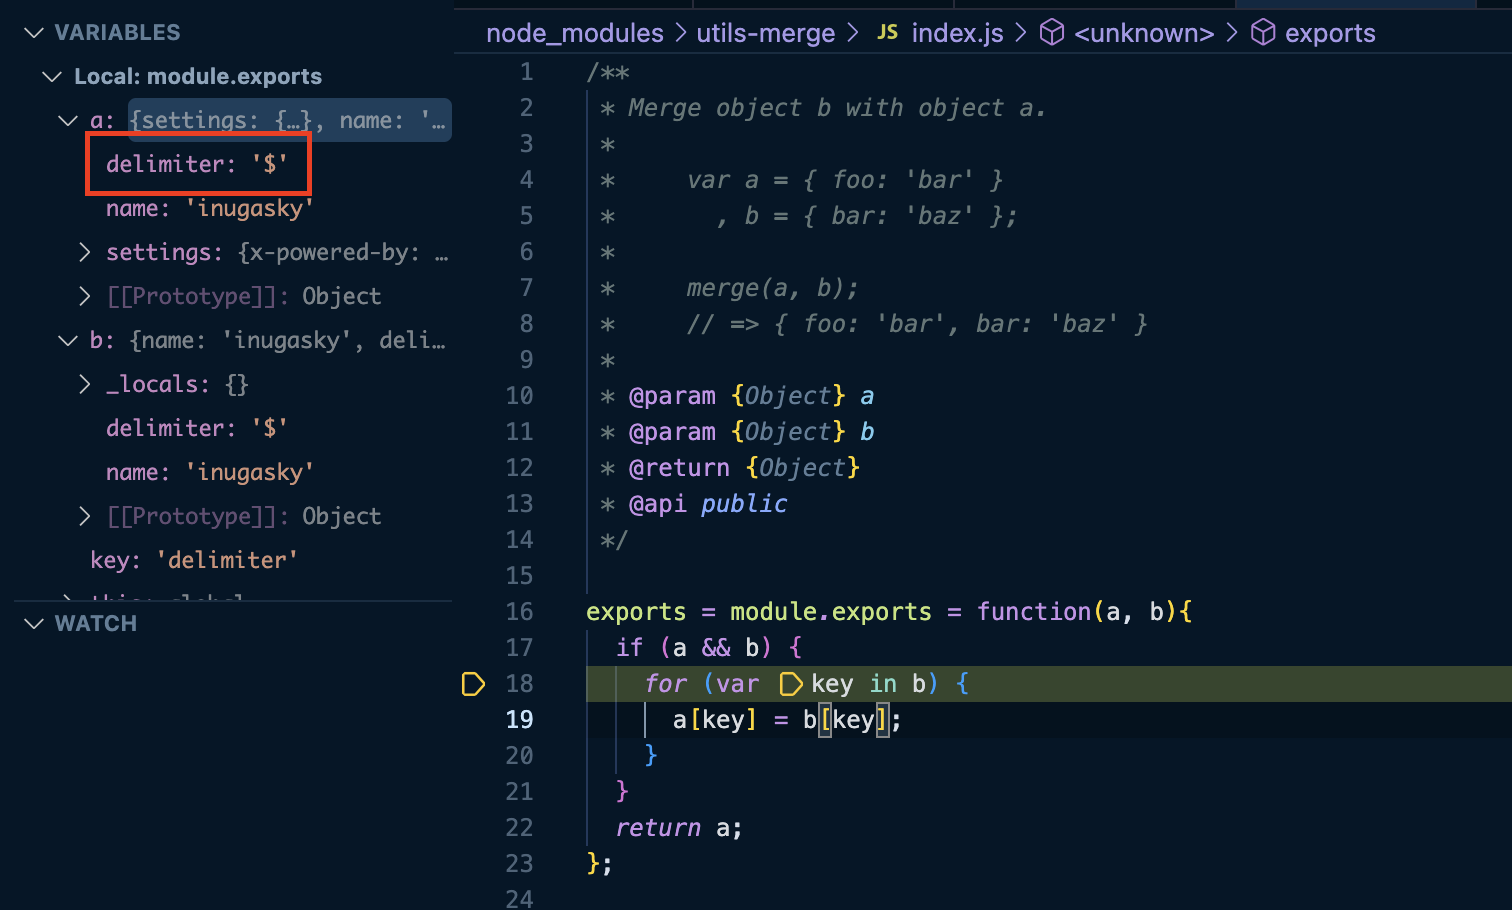 VARIABLES
Local: module.exports
a: {settings: {…}, name: '…
delimiter: '$'
name: 'inugasky'
settings: {x-powered-by: …
[[Prototype]]: Object
b: {name: 'inugasky', deli…
_locals: {}
delimiter: '$'
name: 'inugasky'
[[Prototype]]: Object
key: 'delimiter'
this: global
WATCH
node_modules > utils-merge > JS index.js > <unknown> > exports
1 /**
2 * Merge object b with object a.
3 *
4 *     var a = { foo: 'bar' }
5 *       , b = { bar: 'baz' };
6 *
7 *     merge(a, b);
8 *     // => { foo: 'bar', bar: 'baz' }
9 *
10 * @param {Object} a
11 * @param {Object} b
12 * @return {Object}
13 * @api public
14 */
15
16 exports = module.exports = function(a, b){
17   if (a && b) {
18     for (var key in b) {
19       a[key] = b[key];
20     }
21   }
22   return a;
23 };
24